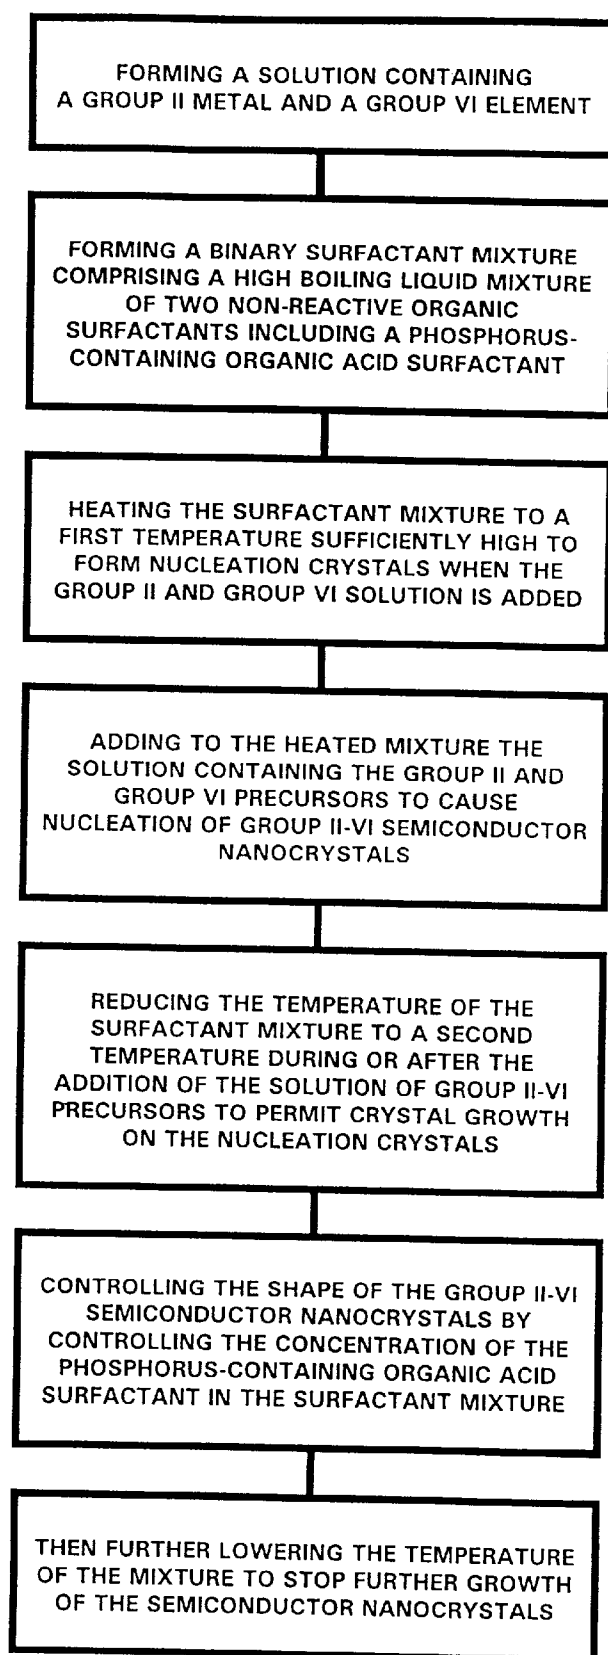 FORMING A SOLUTION CONTAINING
A GROUP II METAL AND A GROUP VI ELEMENT
FORMING A BINARY SURFACTANT MIXTURE
COMPRISING A HIGH BOILING LIQUID MIXTURE
OF TWO NON-REACTIVE ORGANIC
SURFACTANTS INCLUDING A PHOSPHORUS-
CONTAINING ORGANIC ACID SURFACTANT
HEATING THE SURFACTANT MIXTURE TO A
FIRST TEMPERATURE SUFFICIENTLY HIGH TO
FORM NUCLEATION CRYSTALS WHEN THE
GROUP II AND GROUP VI SOLUTION IS ADDED
ADDING TO THE HEATED MIXTURE THE
SOLUTION CONTAINING THE GROUP II AND
GROUP VI PRECURSORS TO CAUSE
NUCLEATION OF GROUP II-VI SEMICONDUCTOR
NANOCRYSTALS
REDUCING THE TEMPERATURE OF THE
SURFACTANT MIXTURE TO A SECOND
TEMPERATURE DURING OR AFTER THE
ADDITION OF THE SOLUTION OF GROUP II-VI
PRECURSORS TO PERMIT CRYSTAL GROWTH
ON THE NUCLEATION CRYSTALS
CONTROLLING THE SHAPE OF THE GROUP II-VI
SEMICONDUCTOR NANOCRYSTALS BY
CONTROLLING THE CONCENTRATION OF THE
PHOSPHORUS-CONTAINING ORGANIC ACID
SURFACTANT IN THE SURFACTANT MIXTURE
THEN FURTHER LOWERING THE TEMPERATURE
OF THE MIXTURE TO STOP FURTHER GROWTH
OF THE SEMICONDUCTOR NANOCRYSTALS